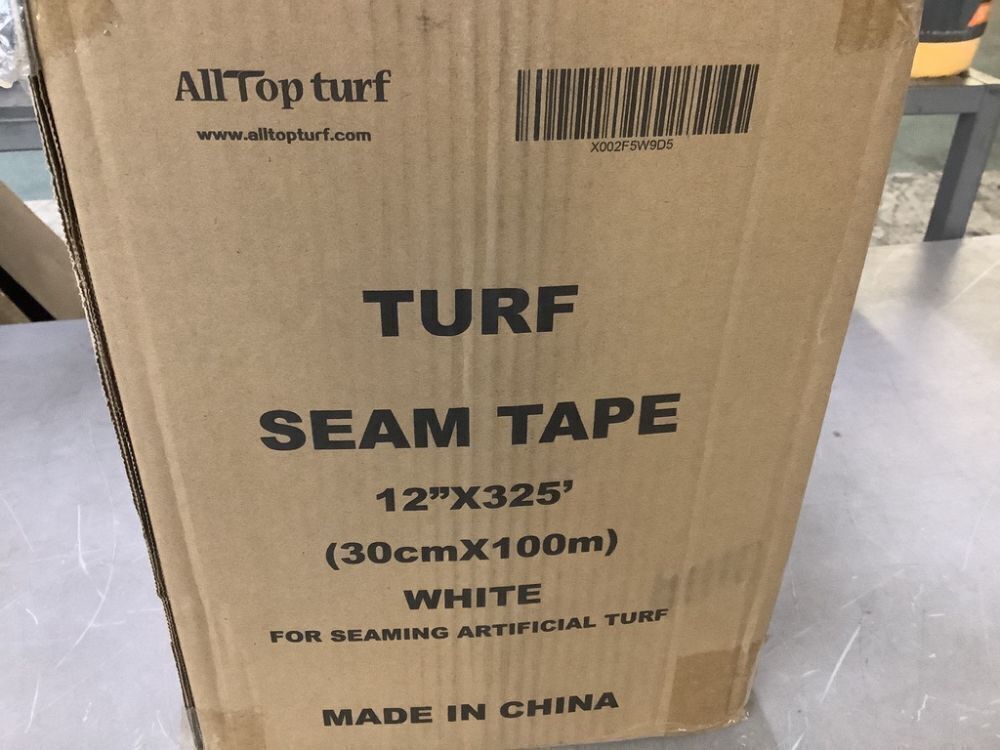 AllTop turf
www.alltopturf.com
X002F5W9D5
TURF
SEAM TAPE
12”X325’
(30cmX100m)
WHITE
FOR SEAMING ARTIFICIAL TURF
MADE IN CHINA